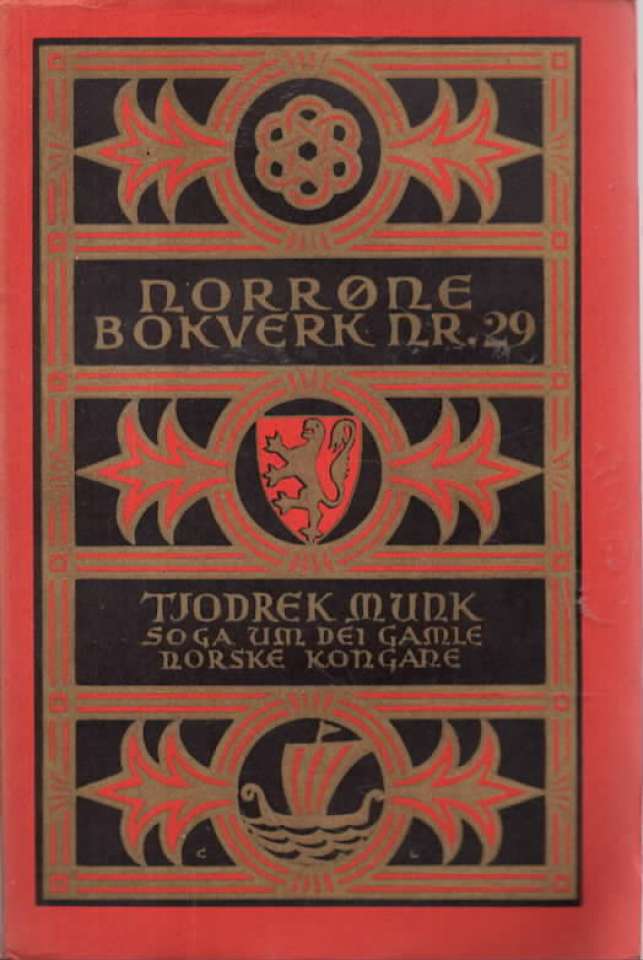 NORRØNE
BOKVERK NR. 29
TJODREK MUNK
SOGA UM DEI GAMLE
NORSKE KONGANE
C L